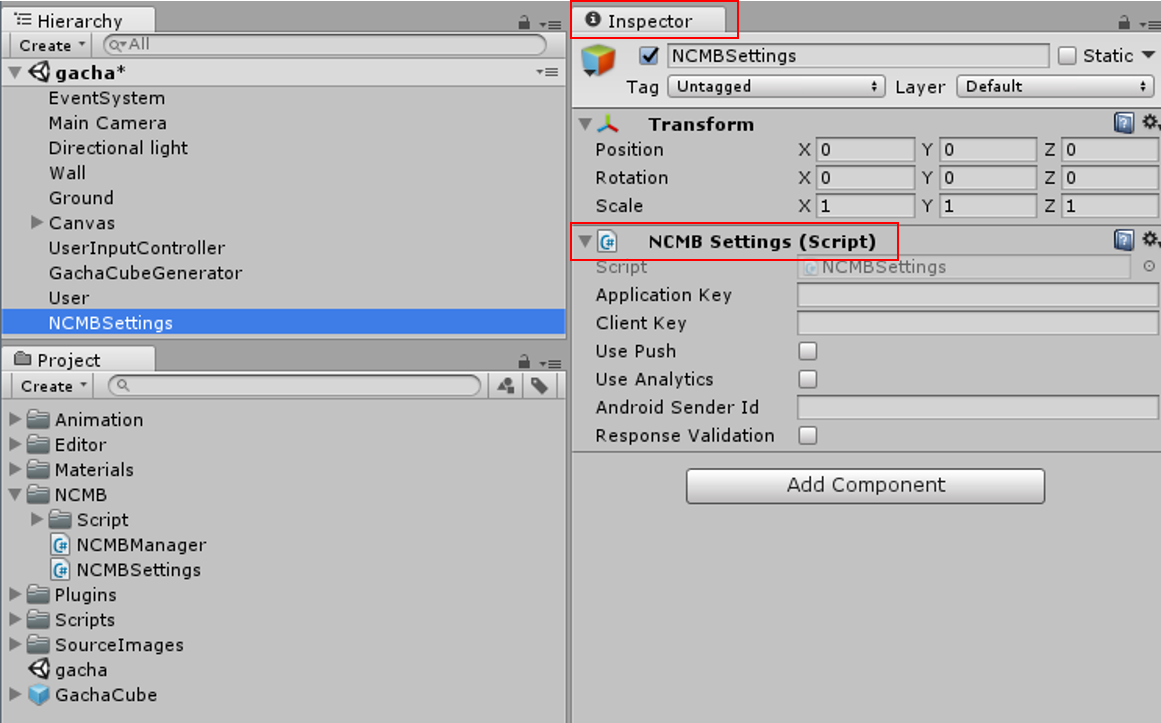 Hierarchy
Create
All
gacha*
EventSystem
Main Camera
Directional light
Wall
Ground
Canvas
UserInputController
GachaCubeGenerator
User
NCMBSettings
Project
Create
Animation
Editor
Materials
NCMB
Script
NCMBManager
NCMBSettings
Plugins
Scripts
SourceImages
gacha
GachaCube
Inspector
NCMBSettings Static
Tag Untagged Layer Default
Transform
Position X 0 Y 0 Z 0
Rotation X 0 Y 0 Z 0
Scale X 1 Y 1 Z 1
C# NCMB Settings (Script)
Script NCMBSettings
Application Key
Client Key
Use Push
Use Analytics
Android Sender Id
Response Validation
Add Component